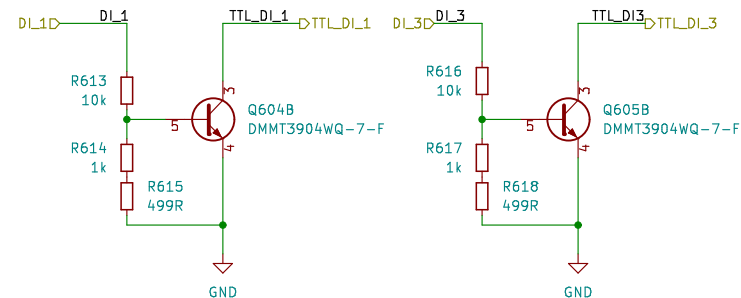 DI_1
DI_1
TTL_DI_1
TTL_DI_1
R613
10k
3
Q604B
DMMT3904WQ-7-F
5
4
R614
1k
R615
499R
GND
DI_3
DI_3
TTL_DI3
TTL_DI_3
R616
10k
3
Q605B
DMMT3904WQ-7-F
5
4
R617
1k
R618
499R
GND